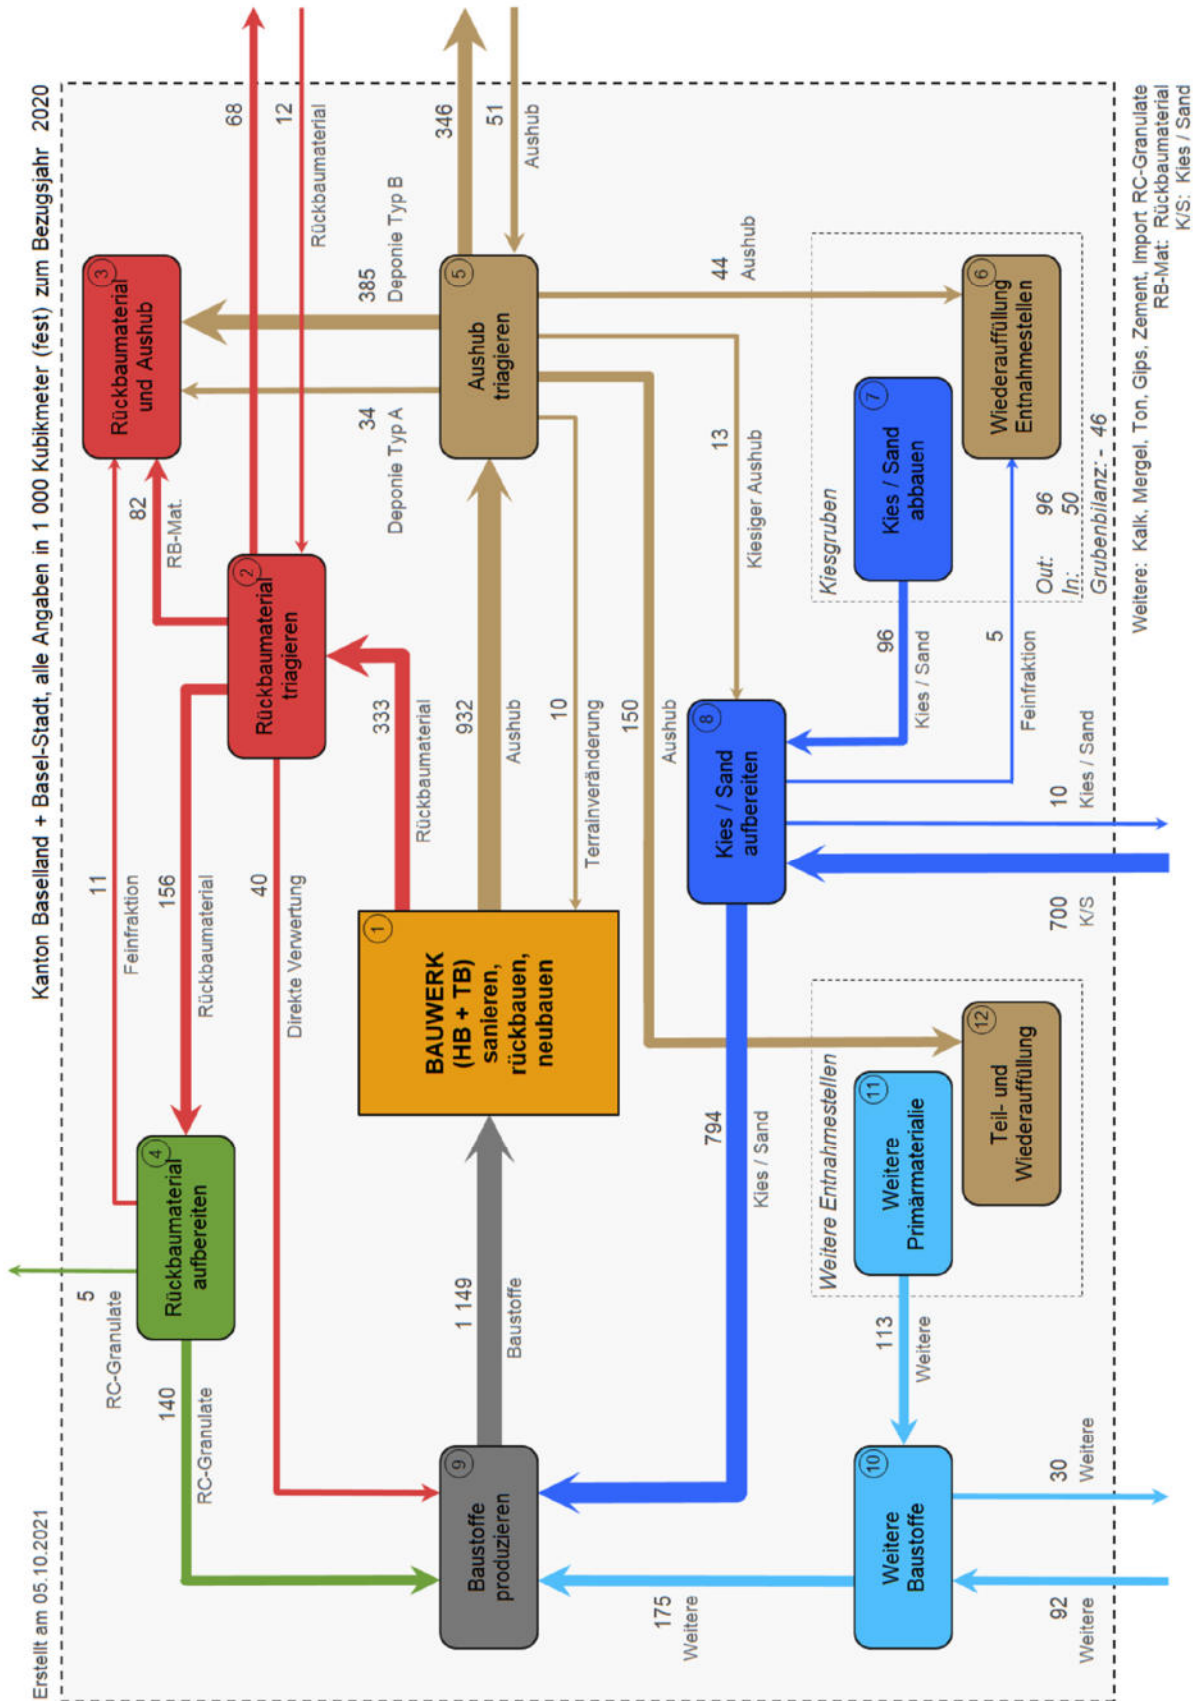 Erstellt am 05.10.2021
Kanton Baselland + Basel-Stadt, alle Angaben in 1 000 Kubikmeter (fest) zum Bezugsjahr 2020
5
RC-Granulate
140
RC-Granulate
4
Rückbaumaterial
aufbereiten
11
Feinfraktion
156
Rückbaumaterial
40
Direkte Verwertung
2
Rückbaumaterial
triagieren
82
RB-Mat.
3
Rückbaumaterial
und Aushub
68
12
Rückbaumaterial
333
Rückbaumaterial
34
Deponie Typ A
385
Deponie Typ B
9
Baustoffe
produzieren
1 149
Baustoffe
1
BAUWERK
(HB + TB)
sanieren,
rückbauen,
neubauen
932
Aushub
5
Aushub
triagieren
346
51
Aushub
10
Terrainveränderung
150
Aushub
13
Kiesiger Aushub
44
Aushub
175
Weitere
794
Kies / Sand
8
Kies / Sand
aufbereiten
96
Kies / Sand
5
Feinfraktion
10
Kies / Sand
700
K/S
Kiesgruben
7
Kies / Sand
abbauen
6
Wiederauffüllung
Entnahmestellen
Out: 96
In: 50
Grubenbilanz: - 46
10
Weitere
Baustoffe
113
Weitere
Weitere Entnahmestellen
11
Weitere
Primärmaterialie
12
Teil- und
Wiederauffüllung
92
Weitere
30
Weitere
Weitere: Kalk, Mergel, Ton, Gips, Zement, Import RC-Granulate
RB-Mat: Rückbaumaterial
K/S: Kies / Sand